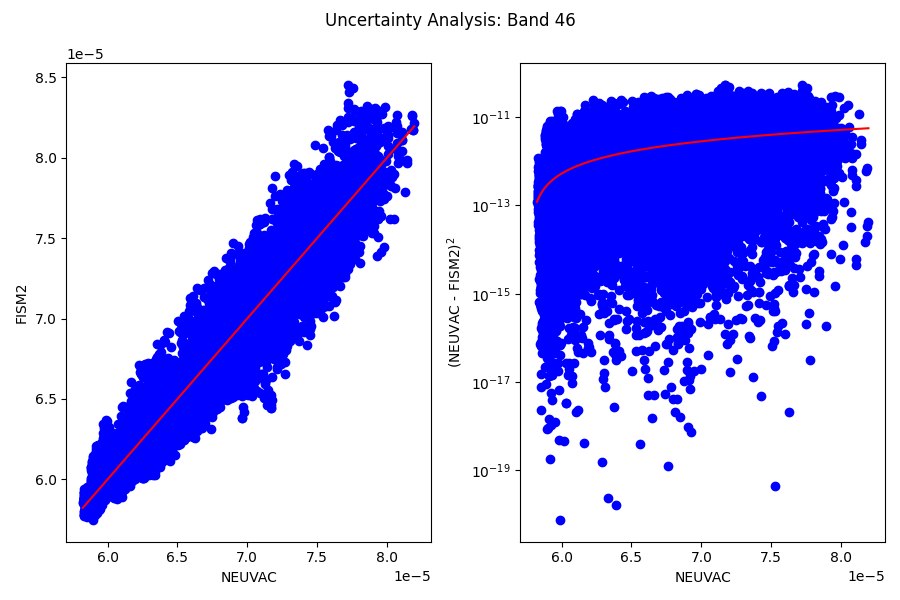 Uncertainty Analysis: Band 46
1e−5
8.5
8.0
7.5
7.0
6.5
6.0
FISM2
6.0 6.5 7.0 7.5 8.0
1e−5
NEUVAC
10⁻¹¹
10⁻¹³
10⁻¹⁵
10⁻¹⁷
10⁻¹⁹
(NEUVAC - FISM2)²
6.0 6.5 7.0 7.5 8.0
1e−5
NEUVAC